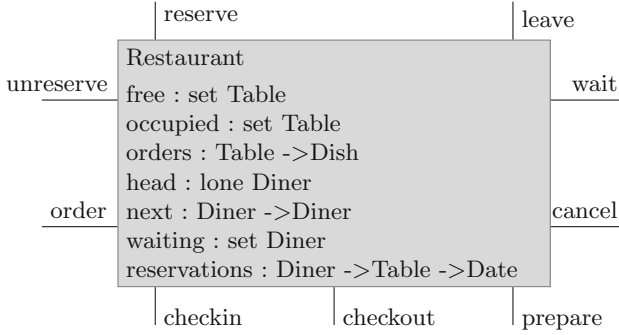 reserve
leave
Restaurant
unreserve
wait
free : set Table
occupied : set Table
orders : Table ->Dish
head : lone Diner
order
next : Diner ->Diner
cancel
waiting : set Diner
reservations : Diner ->Table ->Date
checkin
checkout
prepare